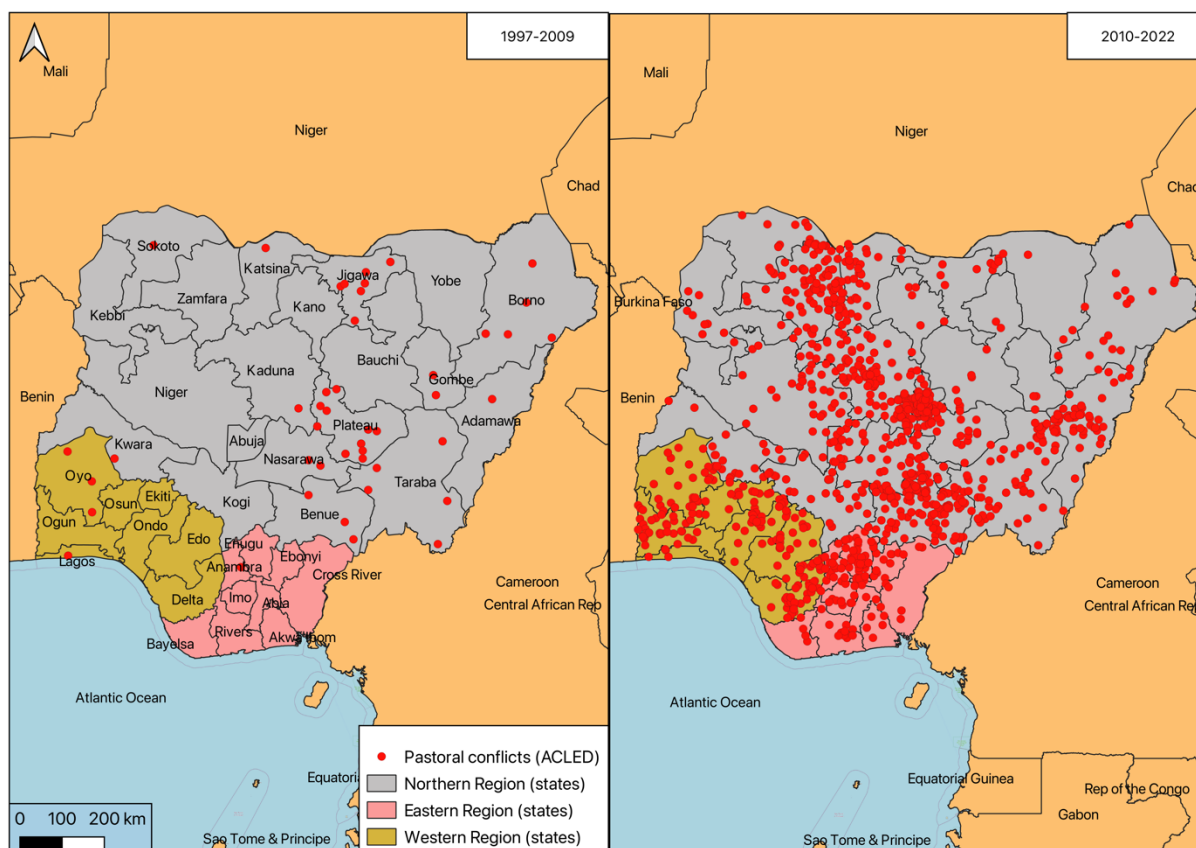 1997-2009
Mali
Niger
Chad
Sokoto
Katsina
Jigawa
Yobe
Borno
Zamfara
Kano
Kebbi
Bauchi
Kaduna
Gombe
Niger
Benin
Adamawa
Plateau
Kwara
Abuja
Nasarawa
Oyo
Taraba
Ekiti
Osun
Kogi
Benue
Ogun
Ondo
Edo
Enugu
Ebonyi
Lagos
Anambra
Cross River
Cameroon
Imo
Abia
Delta
Central African Rep
Rivers
Bayelsa
Akwa Ibom
Atlantic Ocean
Equatorial
Sao Tome & Principe
0 100 200 km
Pastoral conflicts (ACLED)
Northern Region (states)
Eastern Region (states)
Western Region (states)
2010-2022
Mali
Niger
Chad
Burkina Faso
Benin
Cameroon
Central African Rep
Atlantic Ocean
Equatorial Guinea
Rep of the Congo
Gabon
Sao Tome & Principe